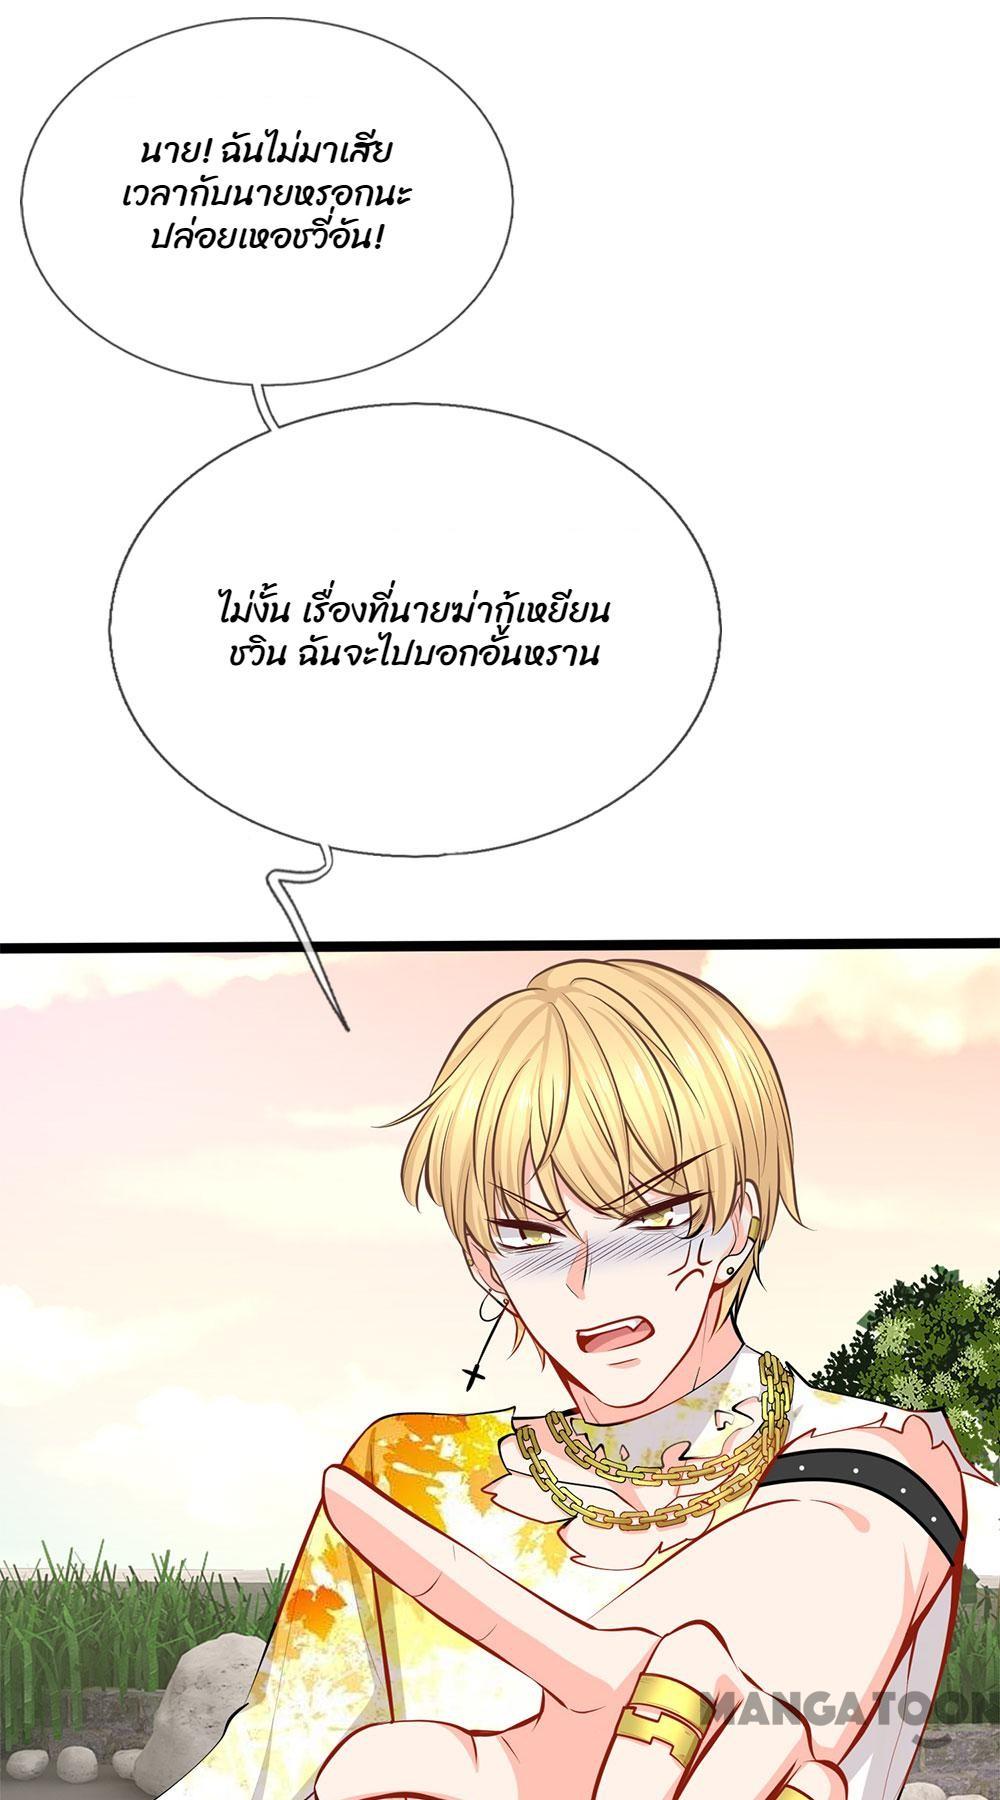 นาย! ฉันไม่มาเสีย
เวลากับนายหรอกนะ
ปล่อยเหอชวี่อัน!
ไม่งั้น เรื่องที่นายฆ่ากู้เหยียน
ชวิน ฉันจะไปบอกอั้นหราน
MANGATOON